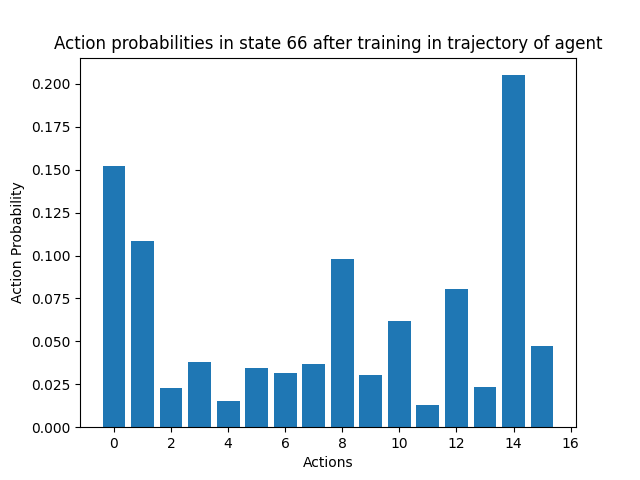 Action probabilities in state 66 after training in trajectory of agent
0.200
0.175
0.150
0.125
0.100
0.075
0.050
0.025
0.000
Action Probability
0 2 4 6 8 10 12 14 16
Actions